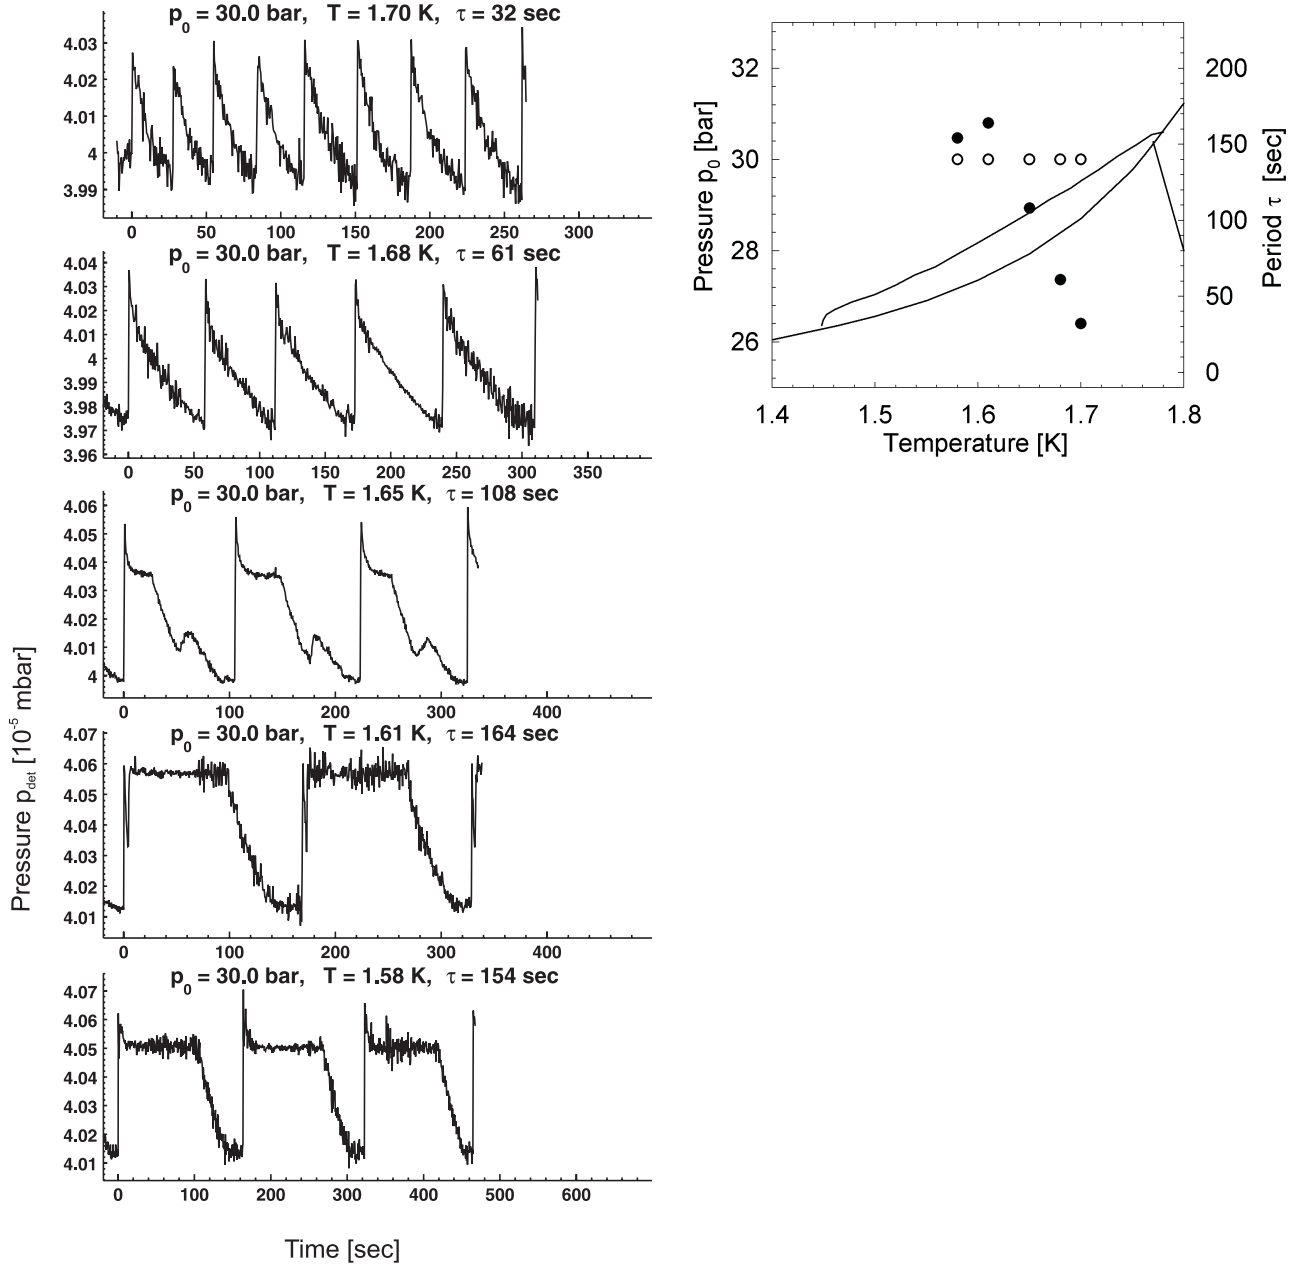 p0 = 30.0 bar, T = 1.70 K, τ = 32 sec
4.03
4.02
4.01
4
3.99
0 50 100 150 200 250 300
p0 = 30.0 bar, T = 1.68 K, τ = 61 sec
4.04
4.03
4.02
4.01
4
3.99
3.98
3.97
3.96
0 50 100 150 200 250 300 350
p0 = 30.0 bar, T = 1.65 K, τ = 108 sec
4.06
4.05
4.04
4.03
4.02
4.01
4
0 100 200 300 400
p0 = 30.0 bar, T = 1.61 K, τ = 164 sec
4.07
4.06
4.05
4.04
4.03
4.02
4.01
0 100 200 300 400
p0 = 30.0 bar, T = 1.58 K, τ = 154 sec
4.07
4.06
4.05
4.04
4.03
4.02
4.01
0 100 200 300 400 500 600
Time [sec]
Pressure pdet [10-5 mbar]
32
30
28
26
Pressure p0 [bar]
200
150
100
50
0
Period τ [sec]
1.4 1.5 1.6 1.7 1.8
Temperature [K]